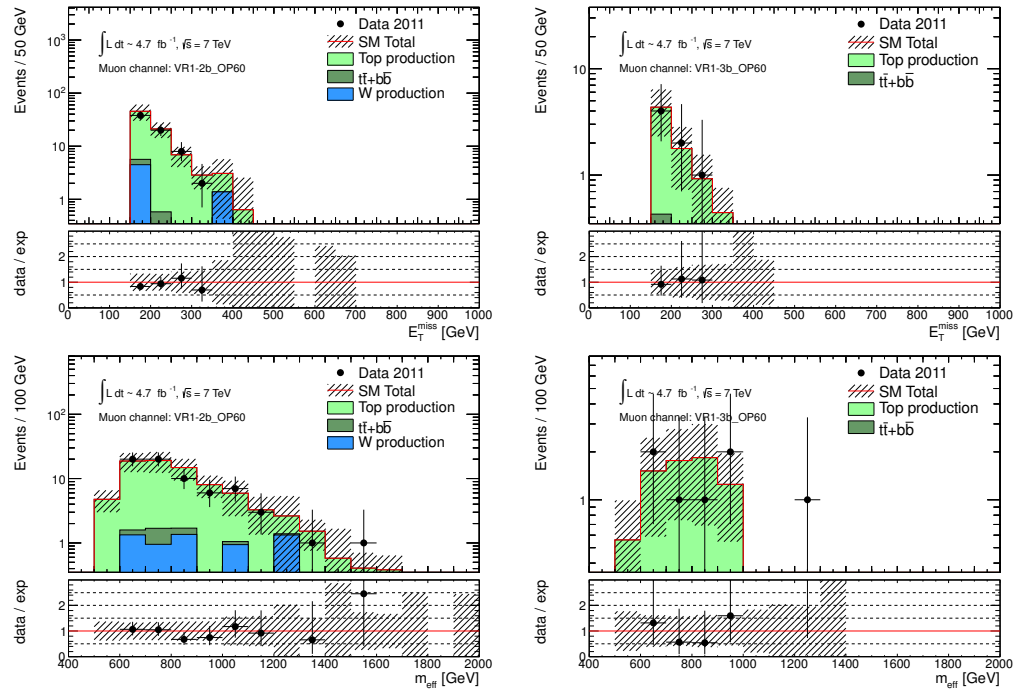 Events / 50 GeV
10³
10²
10
1
∫L dt ~ 4.7 fb⁻¹, √s = 7 TeV
Muon channel: VR1-2b_OP60
Data 2011
SM Total
Top production
tt̄+bb̄
W production
data / exp
2
1
0
0 100 200 300 400 500 600 700 800 900 1000
E_T^miss [GeV]
Events / 50 GeV
10
1
∫L dt ~ 4.7 fb⁻¹, √s = 7 TeV
Muon channel: VR1-3b_OP60
Data 2011
SM Total
Top production
tt̄+bb̄
data / exp
2
1
0
0 100 200 300 400 500 600 700 800 900 1000
E_T^miss [GeV]
Events / 100 GeV
10²
10
1
∫L dt ~ 4.7 fb⁻¹, √s = 7 TeV
Muon channel: VR1-2b_OP60
Data 2011
SM Total
Top production
tt̄+bb̄
W production
data / exp
2
1
0
400 600 800 1000 1200 1400 1600 1800 2000
m_eff [GeV]
Events / 100 GeV
1
∫L dt ~ 4.7 fb⁻¹, √s = 7 TeV
Muon channel: VR1-3b_OP60
Data 2011
SM Total
Top production
tt̄+bb̄
data / exp
2
1
0
400 600 800 1000 1200 1400 1600 1800 2000
m_eff [GeV]